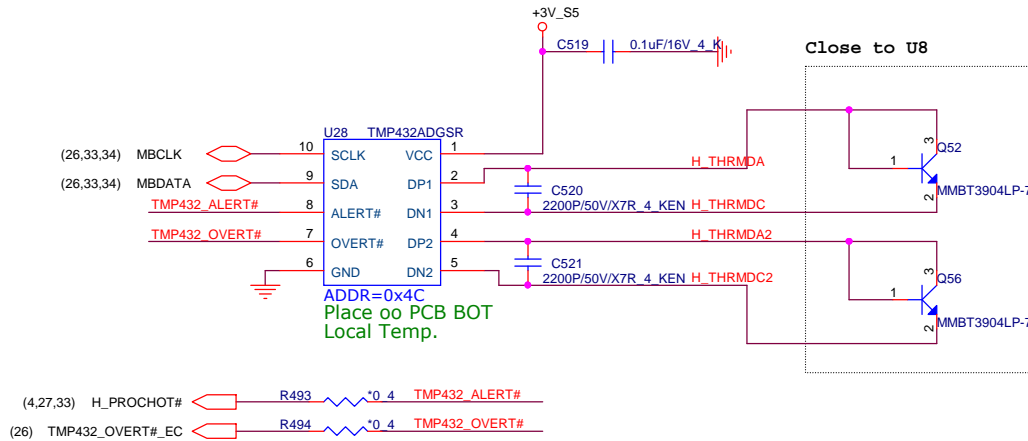 +3V_S5
C519 0.1uF/16V_4_K
Close to U8
U28 TMP432ADGSR
(26,33,34) MBCLK 10 SCLK VCC 1
H_THRMDA
3
Q52
1
(26,33,34) MBDATA 9 SDA DP1 2
C520
MMBT3904LP-7
TMP432_ALERT# 8 ALERT# DN1 3 2200P/50V/X7R_4_KEN H_THRMDC
2
TMP432_OVERT# 7 OVERT# DP2 4 H_THRMDA2
6 GND DN2 5 C521
2200P/50V/X7R_4_KEN H_THRMDC2
3
Q56
1
MMBT3904LP-7
2
ADDR=0x4C
Place oo PCB BOT
Local Temp.
(4,27,33) H_PROCHOT# R493 *0_4 TMP432_ALERT#
(26) TMP432_OVERT#_EC R494 *0_4 TMP432_OVERT#